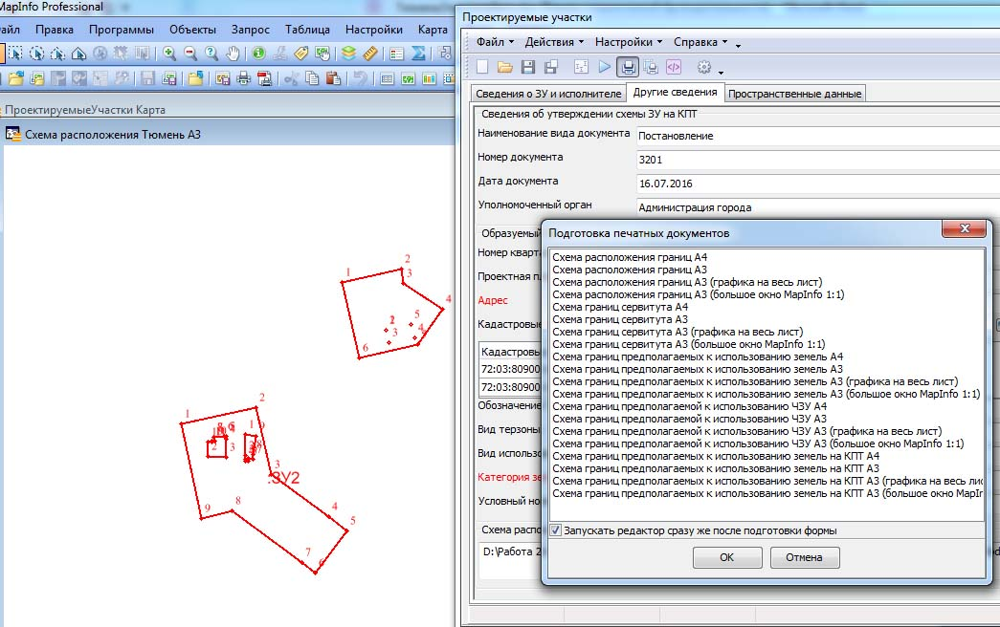 MapInfo Professional
айл Правка Программы Объекты Запрос Таблица Настройки Карта
ПроектируемыеУчастки Карта
Схема расположения Тюмень А3
1
2
3
4
5
6
1
2
3
4
5
6
7
8
9
:ЗУ2
Проектируемые участки
Файл Действия Настройки Справка
Сведения о ЗУ и исполнителе Другие сведения Пространственные данные
Сведения об утверждении схемы ЗУ на КПТ
Наименование вида документа Постановление
Номер документа 3201
Дата документа 16.07.2016
Уполномоченный орган Администрация города
Образуемый
Номер кварт
Проектная п
Адрес
Кадастровые
Кадастровы
72:03:80900
72:03:80900
Обозначение
Вид терзоны
Вид использо
Категория зе
Условный но
Схема распо
D:\Работа 2
Подготовка печатных документов
Схема расположения границ А4
Схема расположения границ А3
Схема расположения границ А3 (графика на весь лист)
Схема расположения границ А3 (большое окно MapInfo 1:1)
Схема границ сервитута А4
Схема границ сервитута А3
Схема границ сервитута А3 (графика на весь лист)
Схема границ сервитута А3 (большое окно MapInfo 1:1)
Схема границ предполагаемых к использованию земель А4
Схема границ предполагаемых к использованию земель А3
Схема границ предполагаемых к использованию земель А3 (графика на весь лист)
Схема границ предполагаемых к использованию земель А3 (большое окно MapInfo 1:1)
Схема границ предполагаемой к использованию ЧЗУ А4
Схема границ предполагаемой к использованию ЧЗУ А3
Схема границ предполагаемой к использованию ЧЗУ А3 (графика на весь лист)
Схема границ предполагаемой к использованию ЧЗУ А3 (большое окно MapInfo 1:1)
Схема границ предполагаемых к использованию земель на КПТ А4
Схема границ предполагаемых к использованию земель на КПТ А3
Схема границ предполагаемых к использованию земель на КПТ А3 (графика на весь лис
Схема границ предполагаемых к использованию земель на КПТ А3 (большое окно MapIn
Запускать редактор сразу же после подготовки формы
OK Отмена